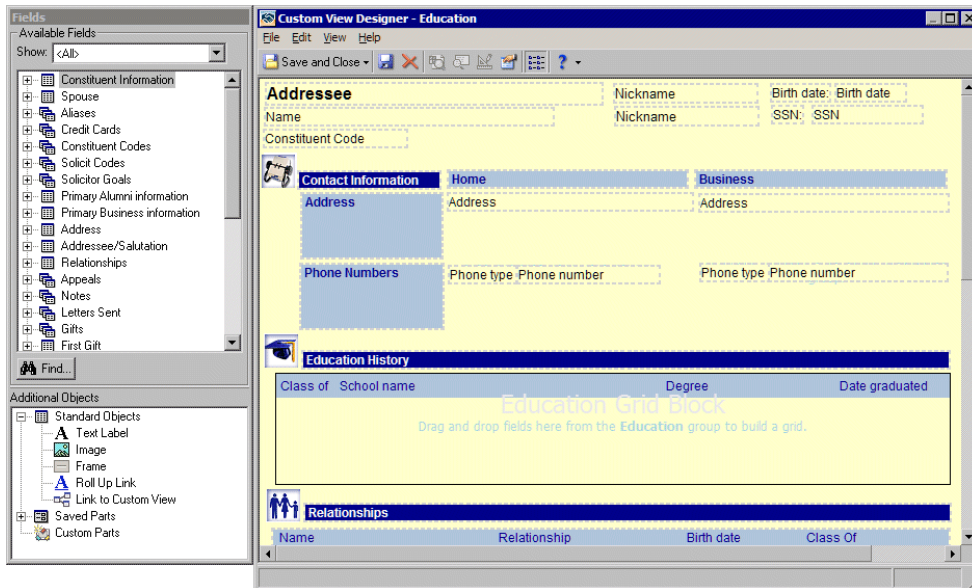 Fields
Available Fields
Show: <All>
Constituent Information
Spouse
Aliases
Credit Cards
Constituent Codes
Solicit Codes
Solicitor Goals
Primary Alumni information
Primary Business information
Address
Addressee/Salutation
Relationships
Appeals
Notes
Letters Sent
Gifts
First Gift
Find...
Additional Objects
Standard Objects
A Text Label
Image
Frame
A Roll Up Link
Link to Custom View
Saved Parts
Custom Parts
Custom View Designer - Education
File Edit View Help
Save and Close ?
Addressee Nickname Birth date: Birth date
Name Nickname SSN: SSN
Constituent Code
Contact Information Home Business
Address Address Address
Phone Numbers Phone type Phone number Phone type Phone number
Education History
Class of School name Degree Date graduated
Education Grid Block
Drag and drop fields here from the Education group to build a grid.
Relationships
Name Relationship Birth date Class Of